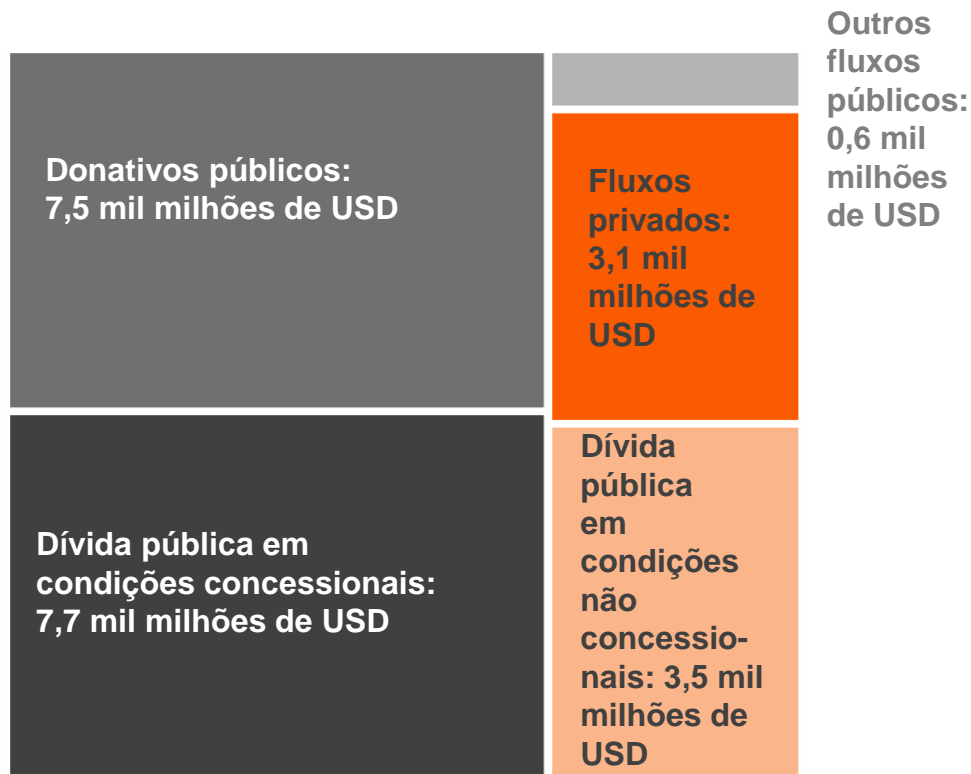 Donativos públicos:
7,5 mil milhões de USD
Dívida pública em
condições concessionais:
7,7 mil milhões de USD
Outros
fluxos
públicos:
0,6 mil
milhões
de USD
Fluxos
privados:
3,1 mil
milhões de
USD
Dívida
pública
em
condições
não
concessio-
nais: 3,5 mil
milhões de
USD